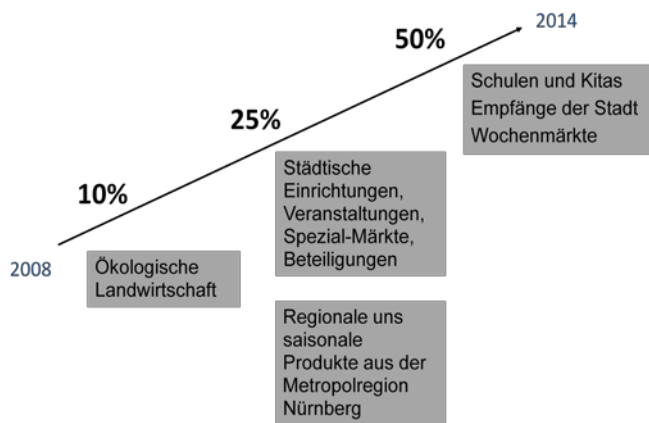 2014
50%
Schulen und Kitas
Empfänge der Stadt
Wochenmärkte
25%
Städtische
Einrichtungen,
Veranstaltungen,
Spezial-Märkte,
Beteiligungen
10%
2008
Ökologische
Landwirtschaft
Regionale uns
saisonale
Produkte aus der
Metropolregion
Nürnberg